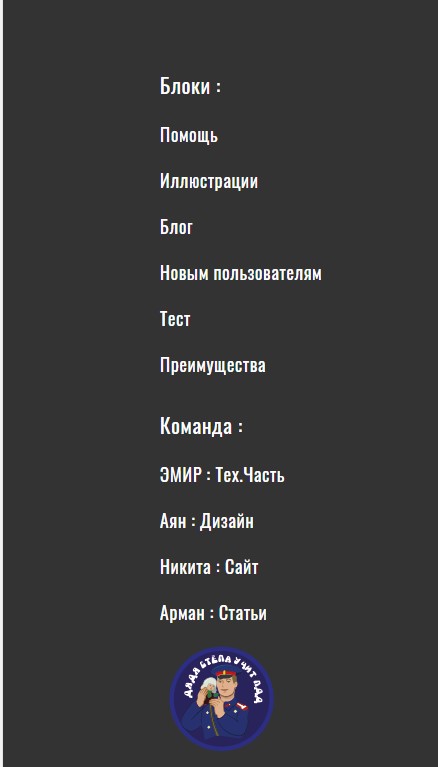 Блоки :
Помощь
Иллюстрации
Блог
Новым пользователям
Тест
Преимущества
Команда :
ЭМИР : Тех.Часть
Аян : Дизайн
Никита : Сайт
Арман : Статьи
ДЯДЯ СТЁПА УЧИТ ПДД